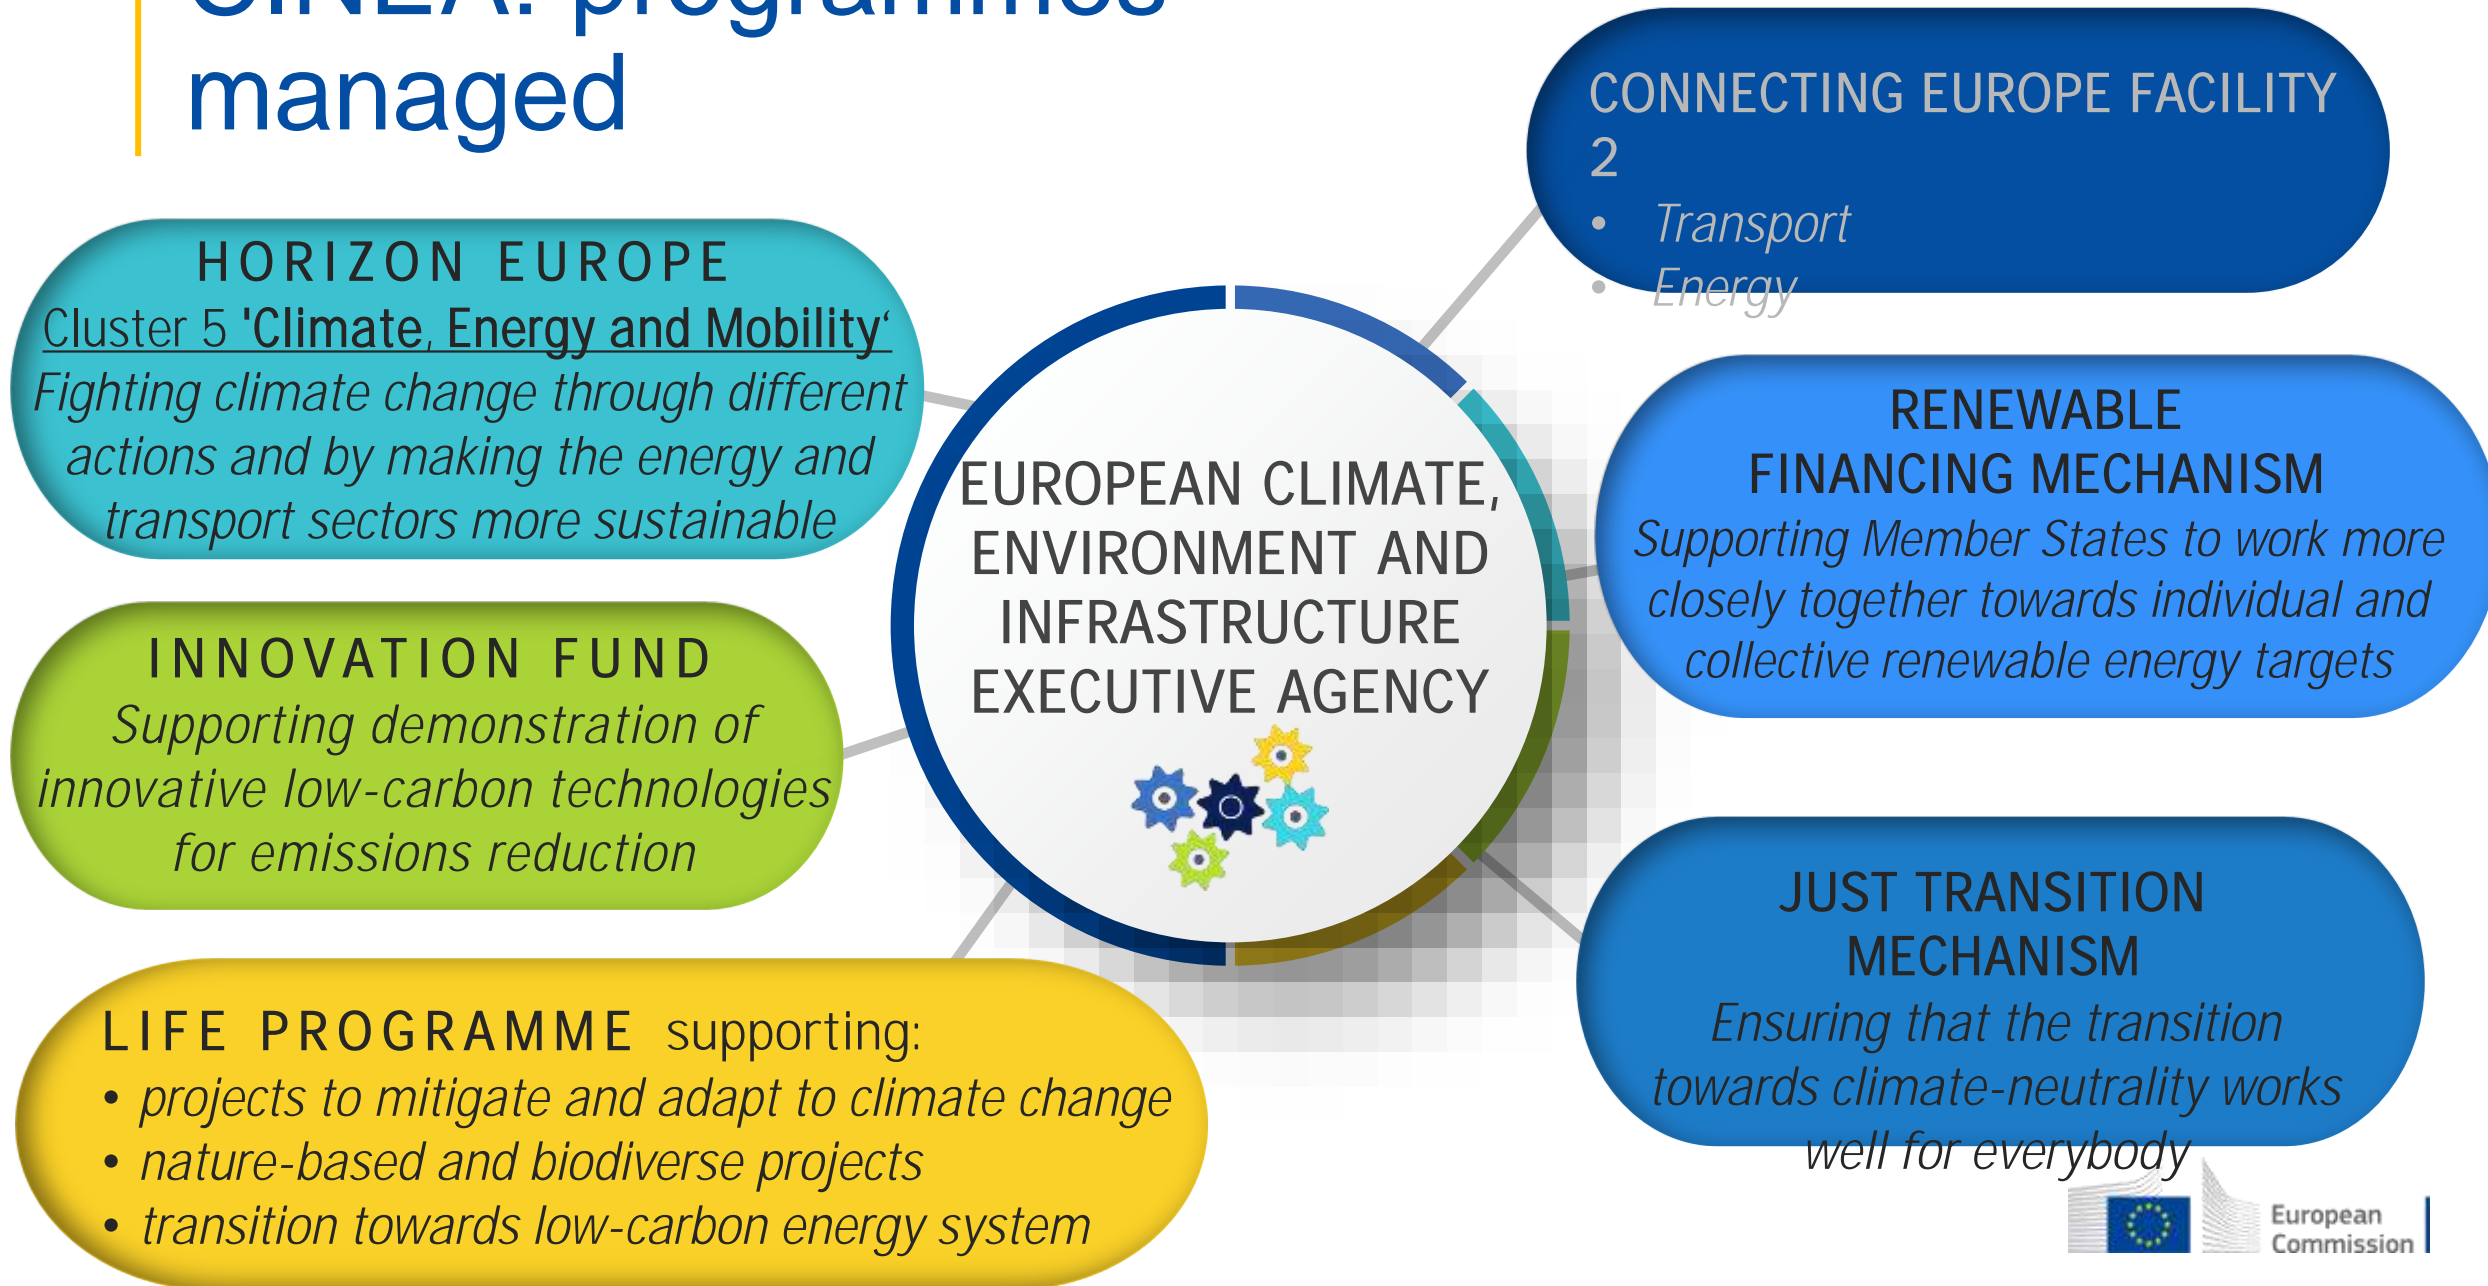 CINEA: programmes
managed
CONNECTING EUROPE FACILITY
2
• Transport
• Energy
HORIZON EUROPE
Cluster 5 'Climate, Energy and Mobility‘
Fighting climate change through different
actions and by making the energy and
transport sectors more sustainable
RENEWABLE
FINANCING MECHANISM
Supporting Member States to work more
closely together towards individual and
collective renewable energy targets
EUROPEAN CLIMATE,
ENVIRONMENT AND
INFRASTRUCTURE
EXECUTIVE AGENCY
INNOVATION FUND
Supporting demonstration of
innovative low-carbon technologies
for emissions reduction
JUST TRANSITION
MECHANISM
Ensuring that the transition
towards climate-neutrality works
well for everybody
LIFE PROGRAMME supporting:
• projects to mitigate and adapt to climate change
• nature-based and biodiverse projects
• transition towards low-carbon energy system
European
Commission